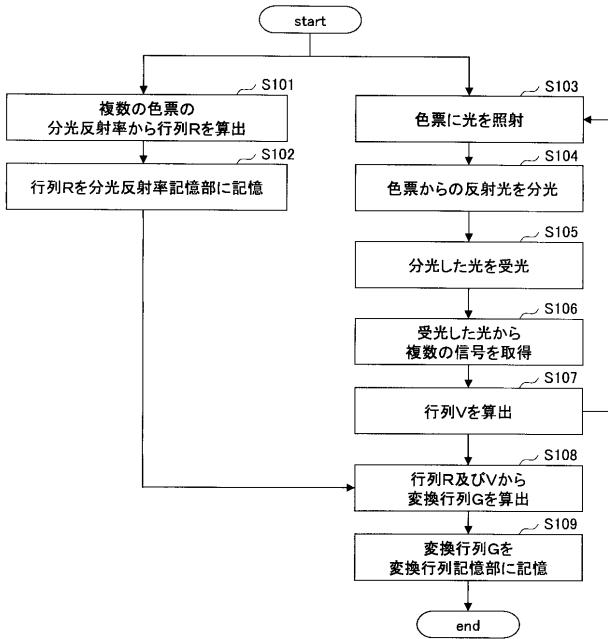 start
S101
複数の色票の
分光反射率から行列Rを算出
S102
行列Rを分光反射率記憶部に記憶
S103
色票に光を照射
S104
色票からの反射光を分光
S105
分光した光を受光
S106
受光した光から
複数の信号を取得
S107
行列Vを算出
S108
行列R及びVから
変換行列Gを算出
S109
変換行列Gを
変換行列記憶部に記憶
end